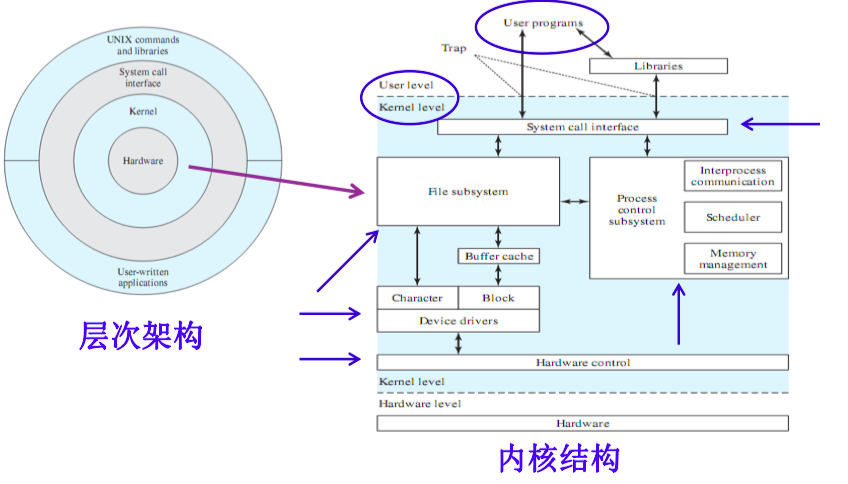 UNIX commands
and libraries
System call
interface
Kernel
Hardware
User-written
applications
层次架构
User programs
Trap
Libraries
User level
Kernel level
System call interface
File subsystem
Process
control
subsystem
Interprocess
communication
Scheduler
Memory
management
Buffer cache
Character
Block
Device drivers
Hardware control
Kernel level
Hardware level
Hardware
内核结构